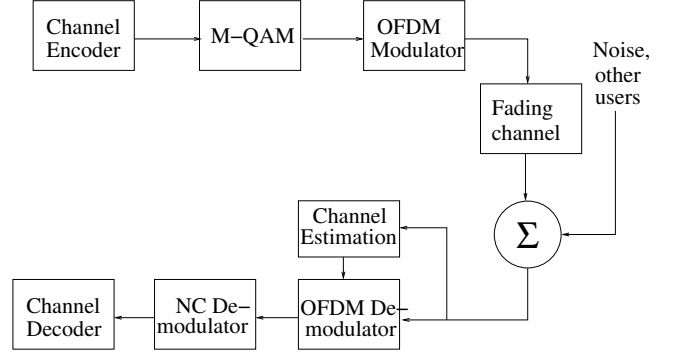 Channel
Encoder
M−QAM
OFDM
Modulator
Noise,
other
users
Fading
channel
Channel
Estimation
Σ
Channel
Decoder
NC De−
modulator
OFDM De−
modulator